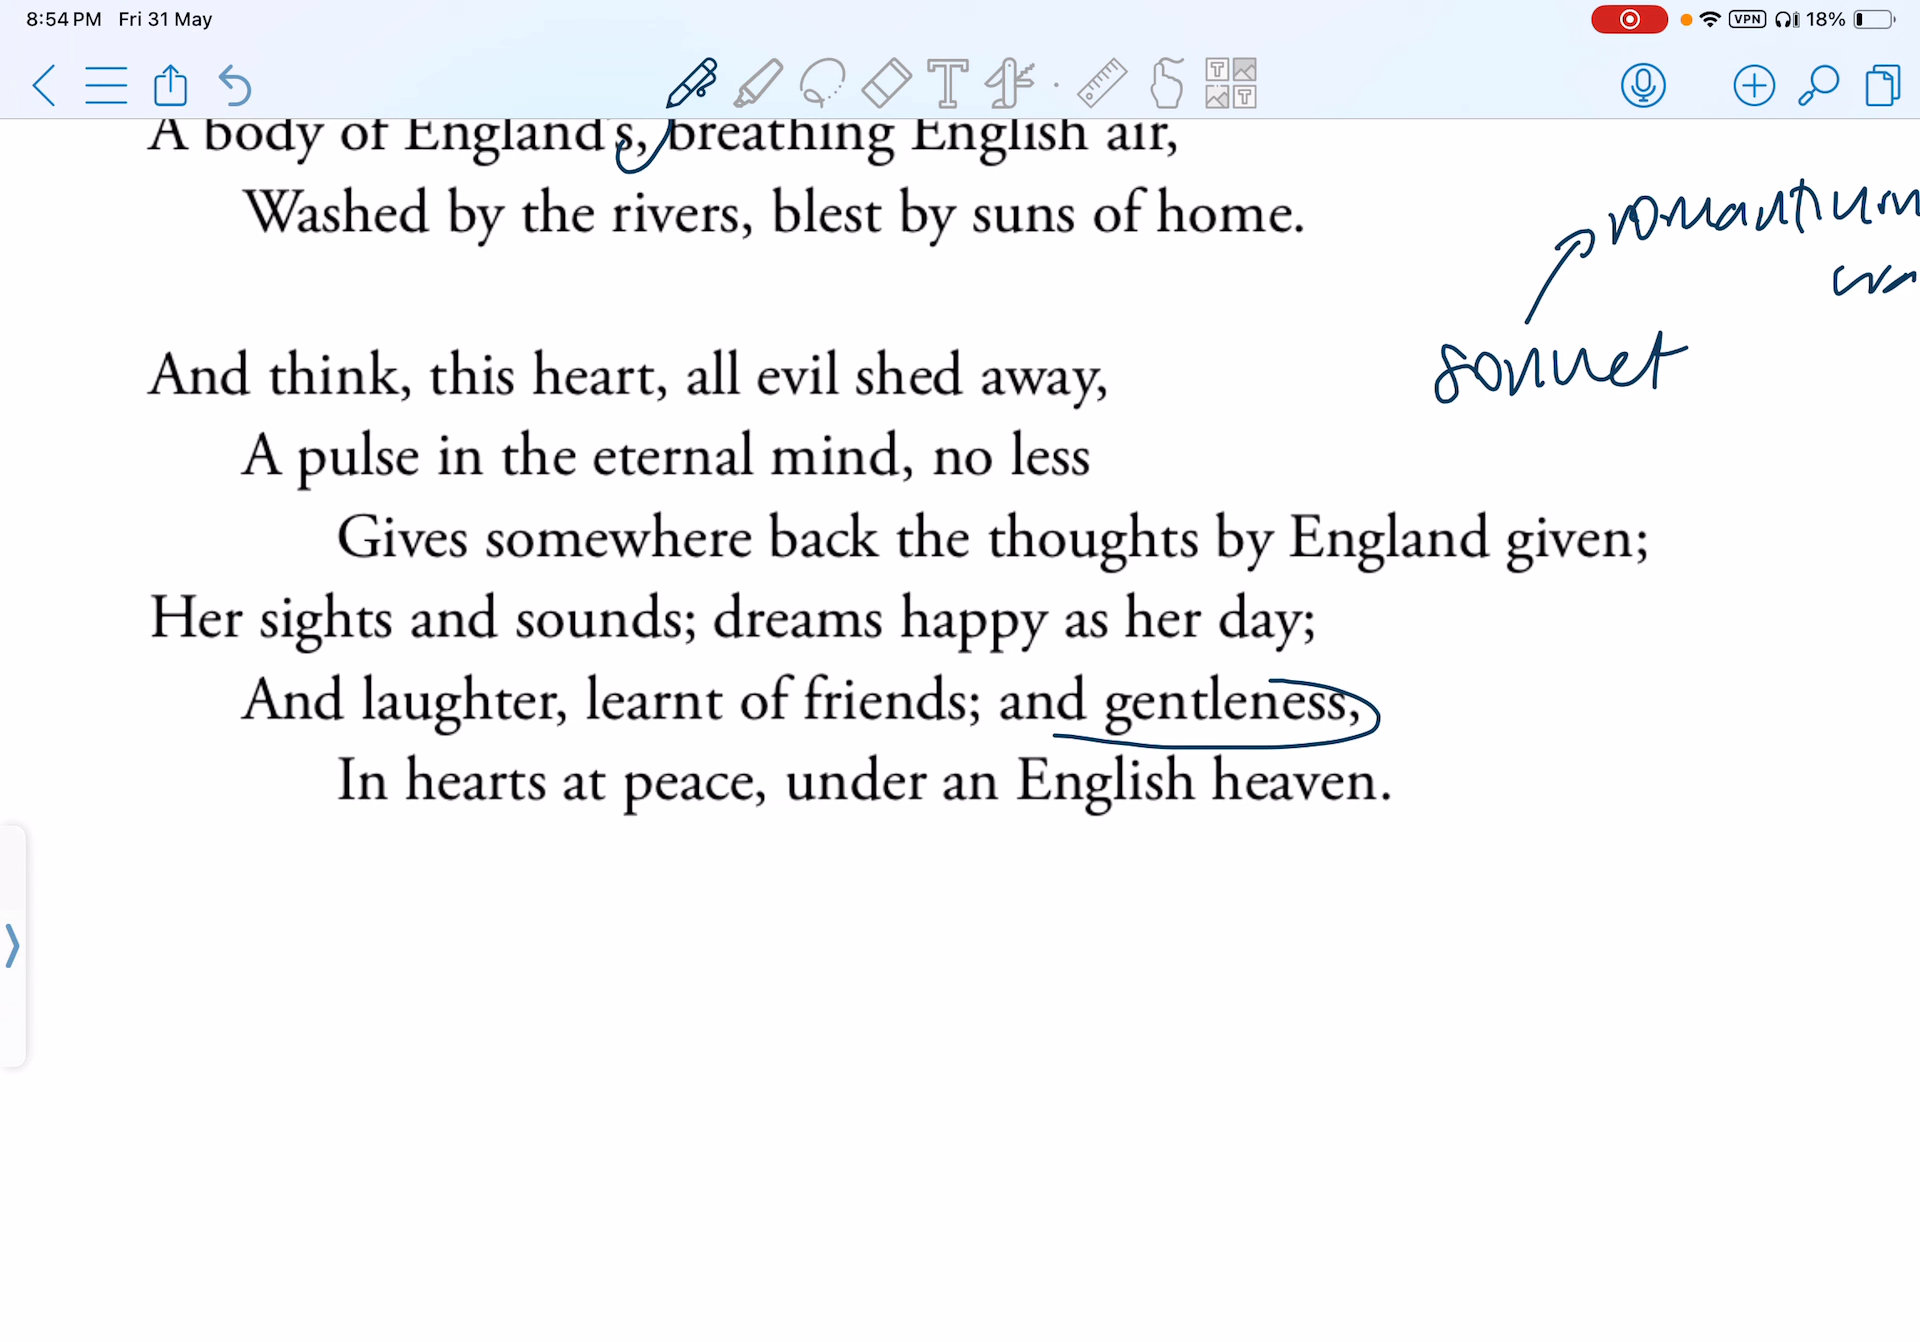 8:54 PM Fri 31 May
VPN 18%
A body of England's, breathing English air,
Washed by the rivers, blest by suns of home.
And think, this heart, all evil shed away,
A pulse in the eternal mind, no less
Gives somewhere back the thoughts by England given;
Her sights and sounds; dreams happy as her day;
And laughter, learnt of friends; and gentleness,
In hearts at peace, under an English heaven.
sonnet